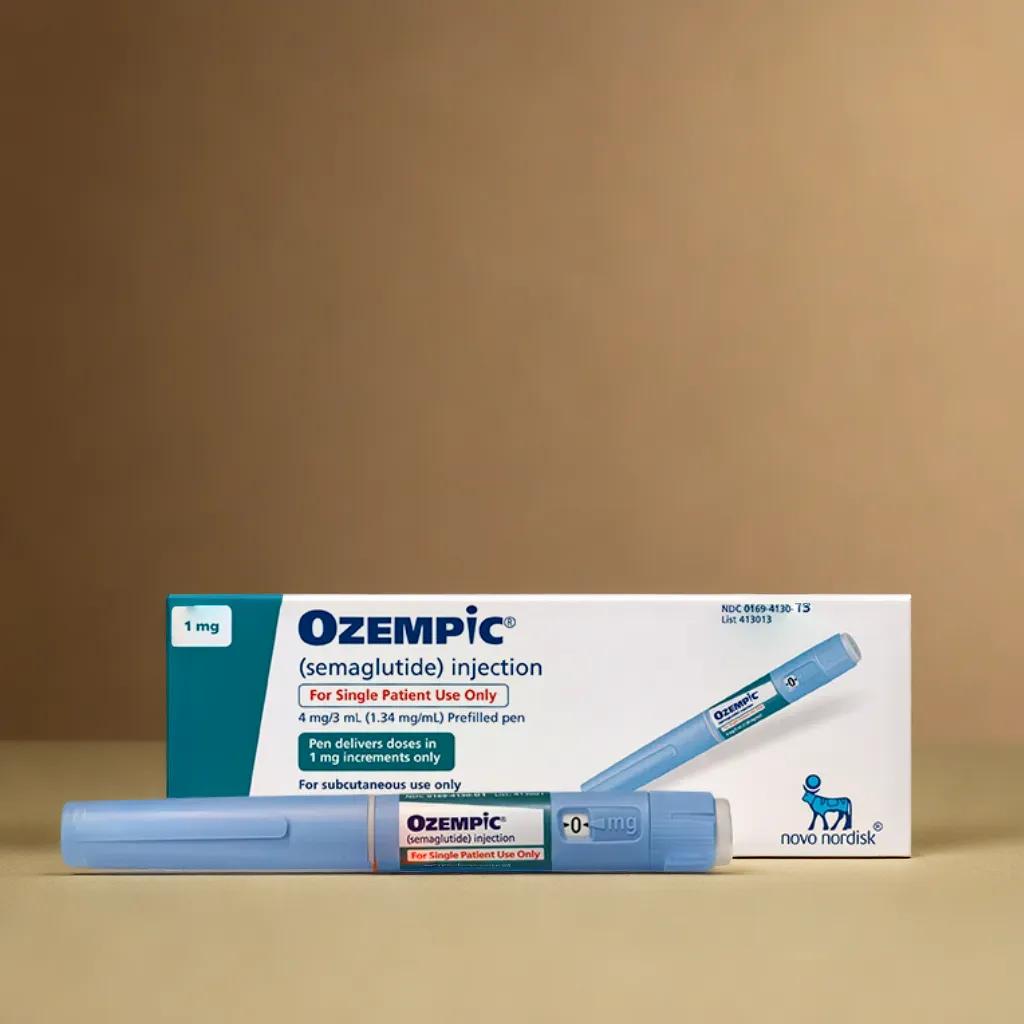 1 mg
OZEMPIC®
(semaglutide) injection
For Single Patient Use Only
4 mg/3 mL (1.34 mg/mL) Prefilled pen
Pen delivers doses in
1 mg increments only
For subcutaneous use only
NDC 0169-4130-13
List 413013
OZEMPIC
-0-
novo nordisk®
OZEMPIC®
(semaglutide) injection
For Single Patient Use Only
0
mg